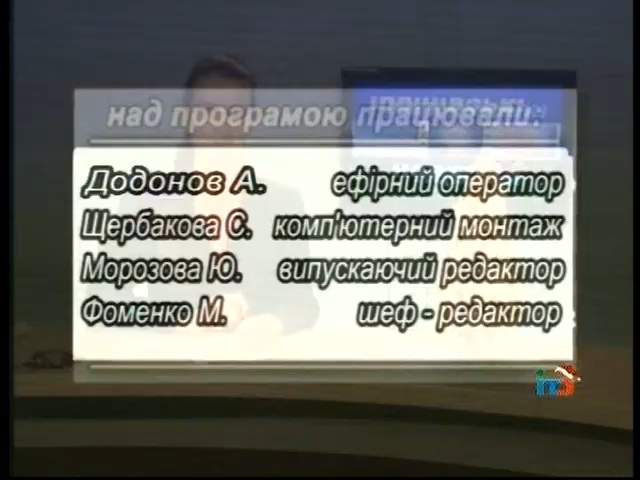 над програмою працювали:
Додонов А. ефірний оператор
Щербакова С. комп'ютерний монтаж
Морозова Ю. випускаючий редактор
Фоменко М. шеф - редактор